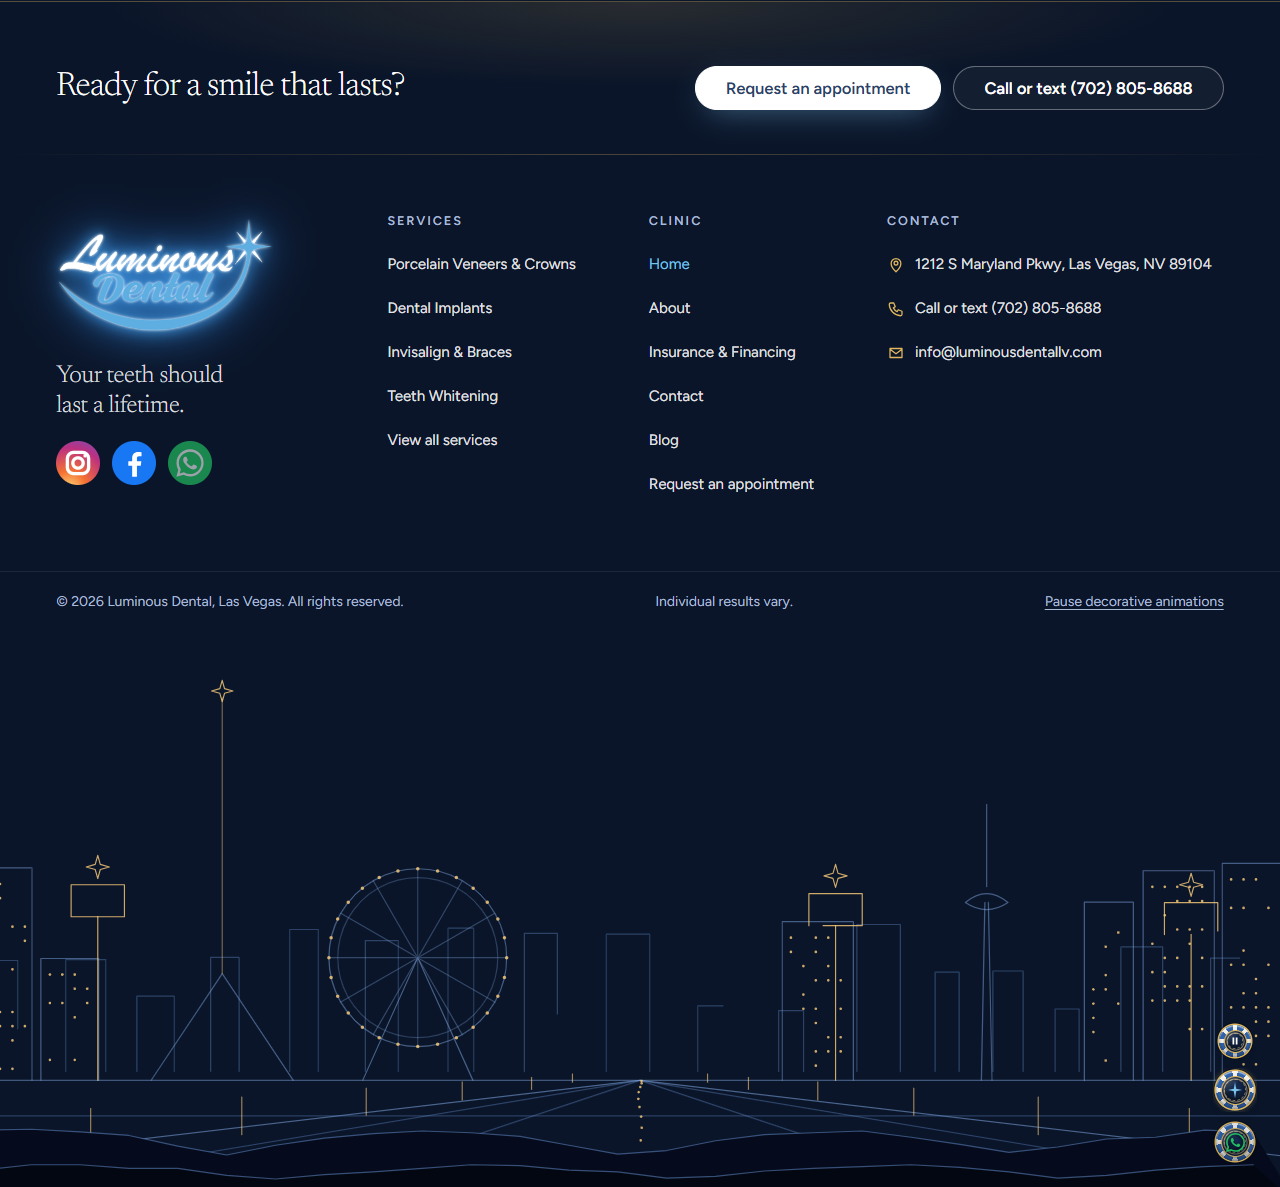 Ready for a smile that lasts?
Request an appointment
Call or text (702) 805-8688
Luminous
Dental
Your teeth should
last a lifetime.
SERVICES
Porcelain Veneers & Crowns
Dental Implants
Invisalign & Braces
Teeth Whitening
View all services
CLINIC
Home
About
Insurance & Financing
Contact
Blog
Request an appointment
CONTACT
1212 S Maryland Pkwy, Las Vegas, NV 89104
Call or text (702) 805-8688
info@luminousdentallv.com
© 2026 Luminous Dental, Las Vegas. All rights reserved.
Individual results vary.
Pause decorative animations